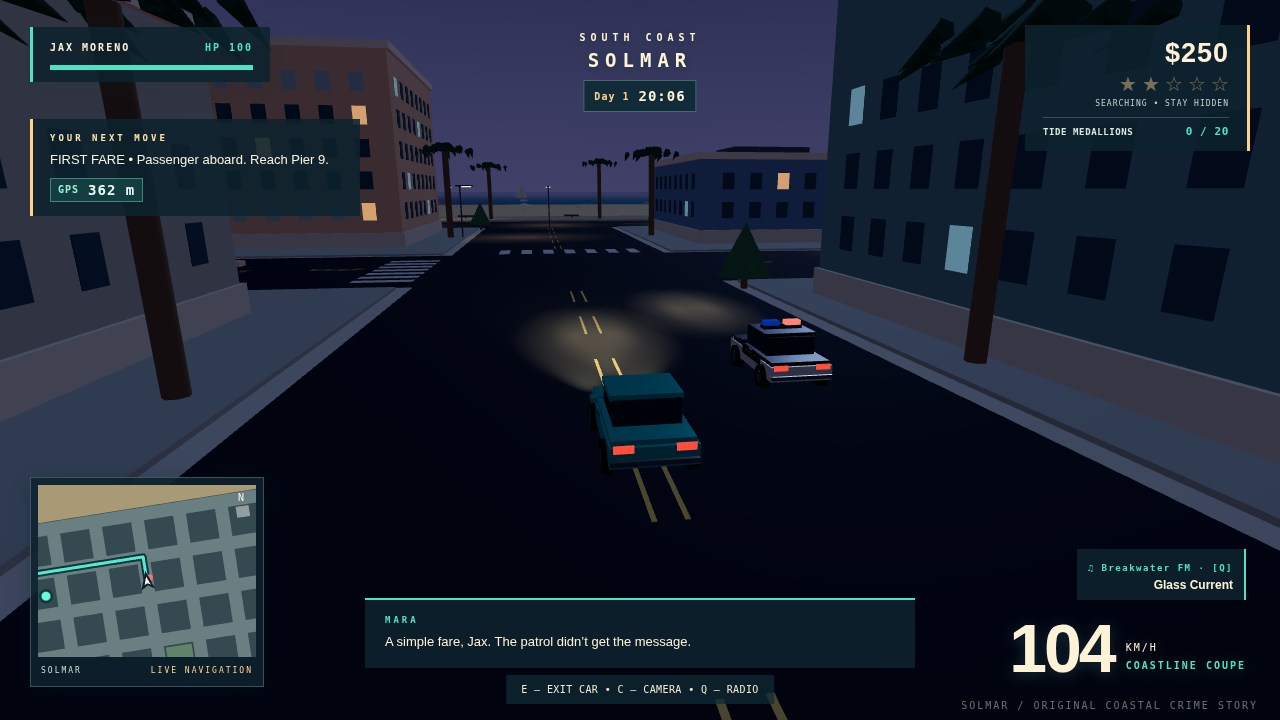 JAX MORENO HP 100
SOUTH COAST
SOLMAR
Day 1 20:06
$250
★★☆☆☆
SEARCHING • STAY HIDDEN
TIDE MEDALLIONS 0 / 20
YOUR NEXT MOVE
FIRST FARE • Passenger aboard. Reach Pier 9.
GPS 362 m
N
SOLMAR LIVE NAVIGATION
MARA
A simple fare, Jax. The patrol didn’t get the message.
E — EXIT CAR • C — CAMERA • Q — RADIO
♫ Breakwater FM · [Q]
Glass Current
104 KM/H
COASTLINE COUPE
SOLMAR / ORIGINAL COASTAL CRIME STORY